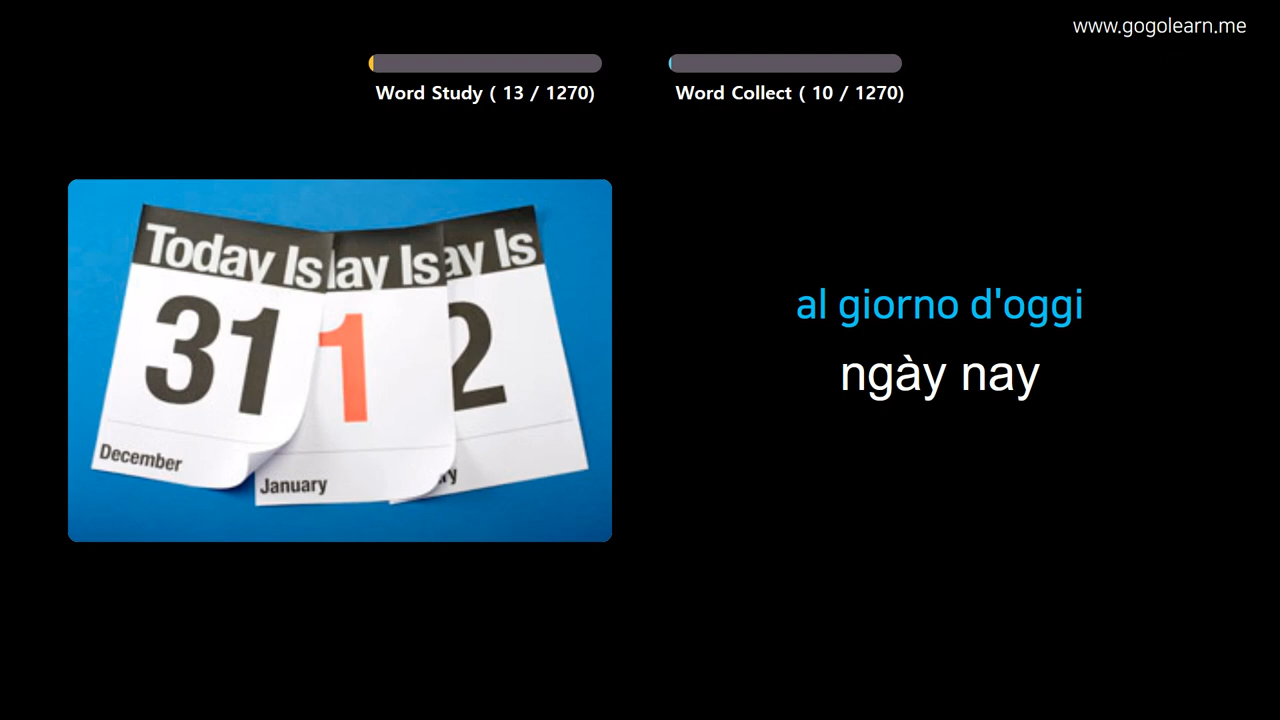 www.gogolearn.me
Word Study ( 13 / 1270)
Word Collect ( 10 / 1270)
Today Is
ay Is
ay Is
31
1
2
December
January
ry
al giorno d'oggi
ngày nay